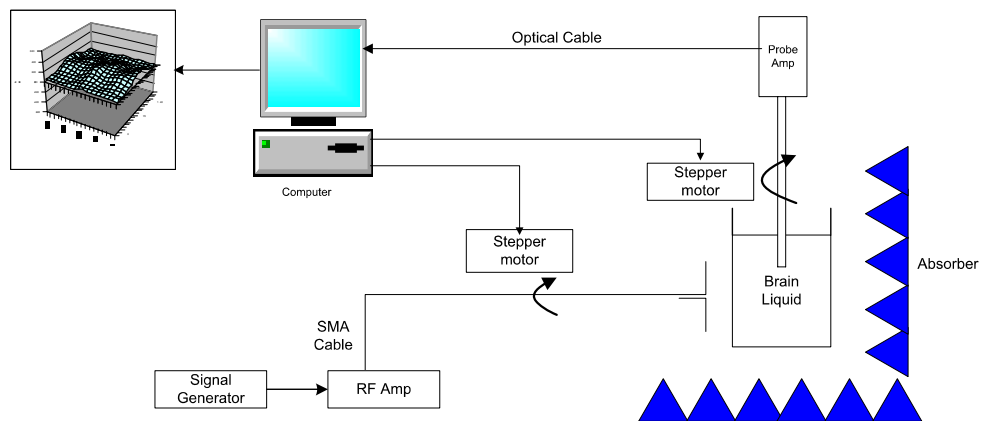 Optical Cable
Probe
Amp
Stepper
motor
Computer
Stepper
motor
Absorber
Brain
Liquid
SMA
Cable
Signal
Generator
RF Amp